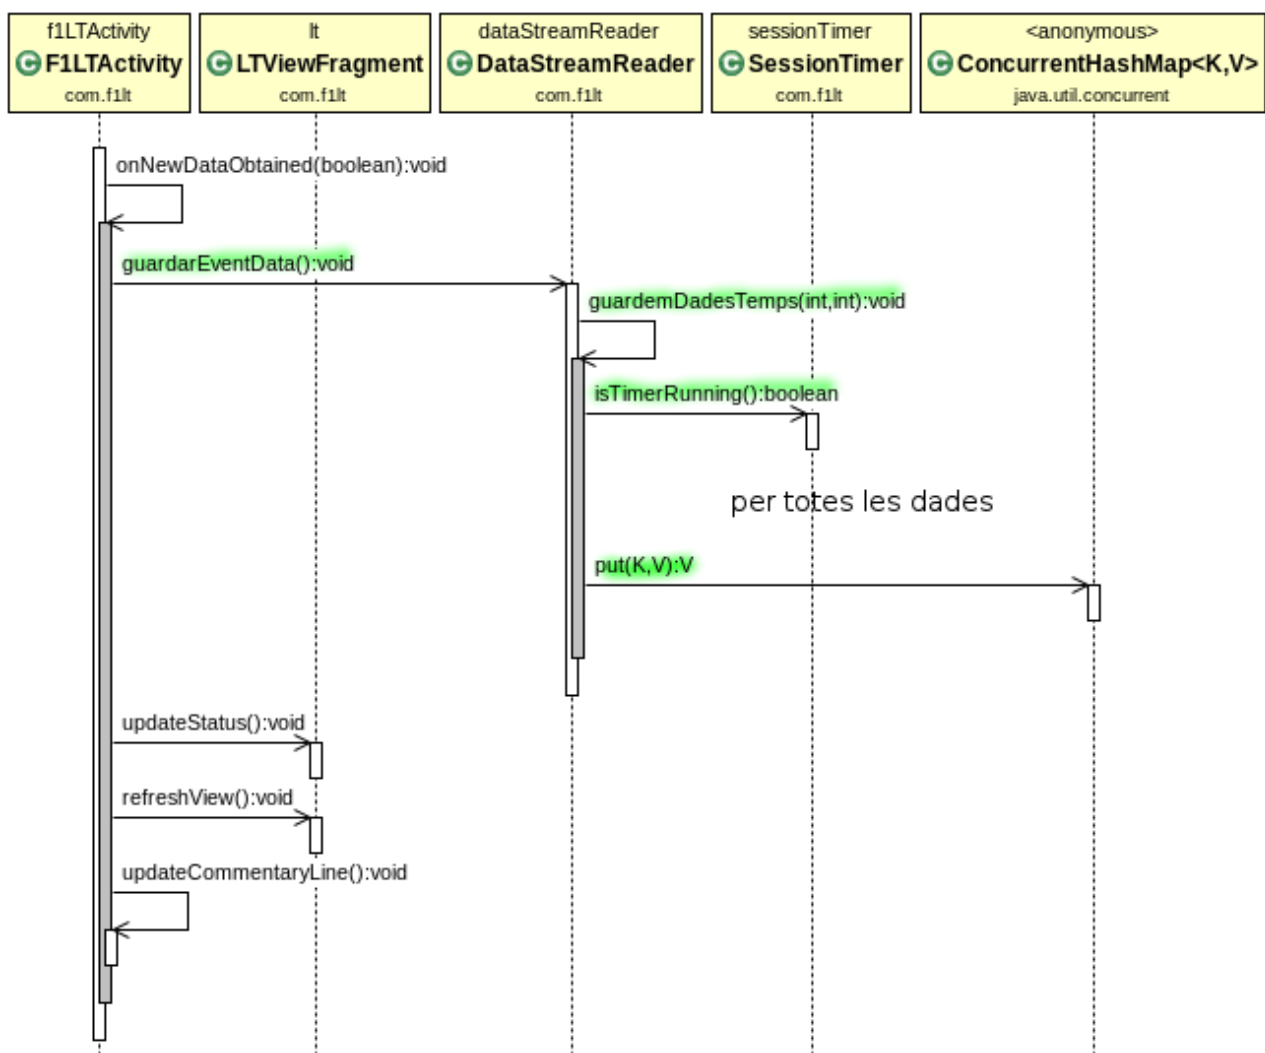 f1LTActivity
C F1LTActivity
com.f1lt
lt
C LTViewFragment
com.f1lt
dataStreamReader
C DataStreamReader
com.f1lt
sessionTimer
C SessionTimer
com.f1lt
<anonymous>
C ConcurrentHashMap<K,V>
java.util.concurrent
onNewDataObtained(boolean):void
guardarEventData():void
guardemDadesTemps(int,int):void
isTimerRunning():boolean
per totes les dades
put(K,V):V
updateStatus():void
refreshView():void
updateCommentaryLine():void